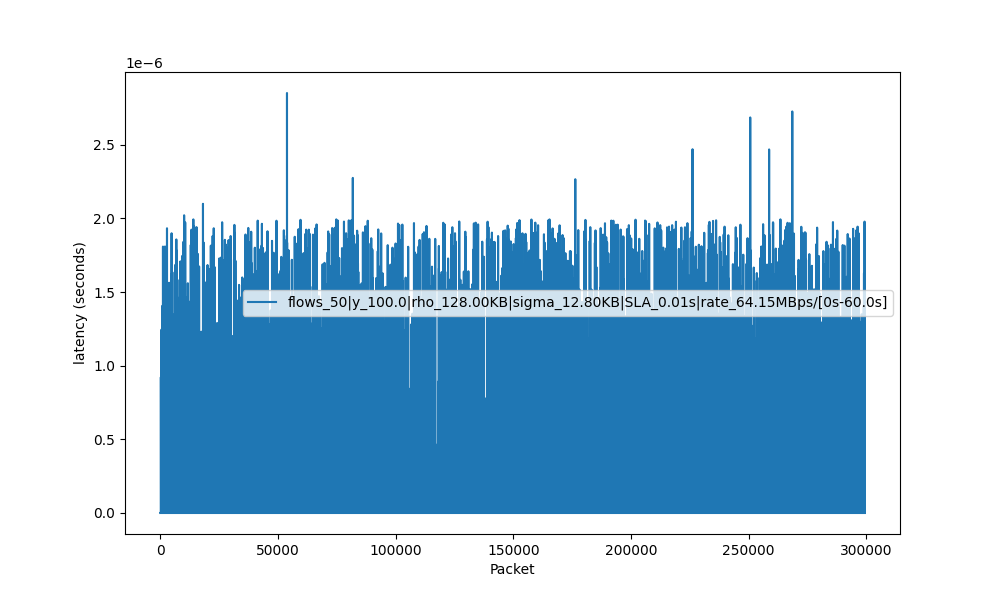 1e−6
2.5
2.0
1.5
1.0
0.5
0.0
latency (seconds)
flows_50|y_100.0|rho_128.00KB|sigma_12.80KB|SLA_0.01s|rate_64.15MBps/[0s-60.0s]
0 50000 100000 150000 200000 250000 300000
Packet